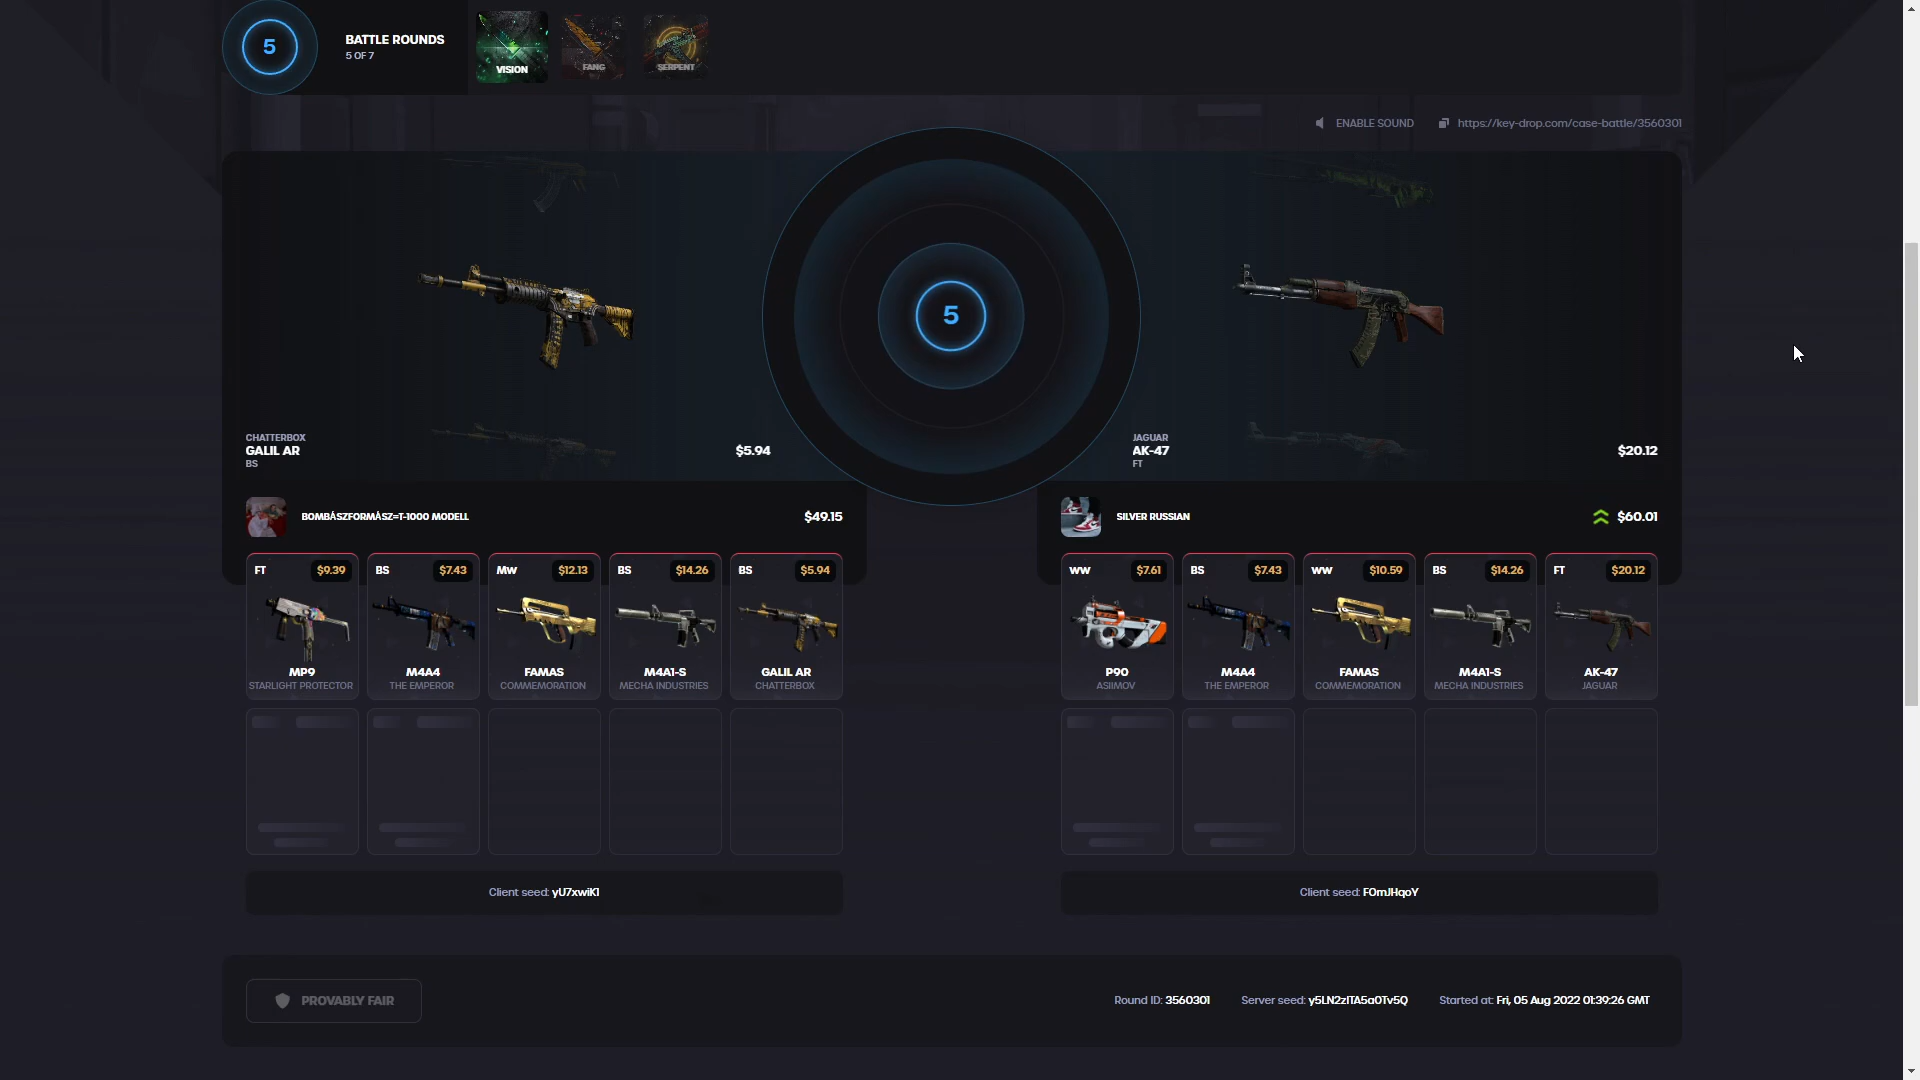 5
BATTLE ROUNDS
5 OF 7
VISION
FANG
SERPENT
ENABLE SOUND
https://key-drop.com/case-battle/3560301
5
CHATTERBOX
GALIL AR
BS
$5.94
JAGUAR
AK-47
FT
$20.12
BOMBÁSZFORMÁSZ=T-1000 MODELL
$49.15
SILVER RUSSIAN
$60.01
FT $9.39
MP9
STARLIGHT PROTECTOR
BS $7.43
M4A4
THE EMPEROR
MW $12.13
FAMAS
COMMEMORATION
BS $14.26
M4A1-S
MECHA INDUSTRIES
BS $5.94
GALIL AR
CHATTERBOX
WW $7.61
P90
ASIIMOV
BS $7.43
M4A4
THE EMPEROR
WW $10.59
FAMAS
COMMEMORATION
BS $14.26
M4A1-S
MECHA INDUSTRIES
FT $20.12
AK-47
JAGUAR
Client seed: yU7xwiK1
Client seed: FOmJHqoY
PROVABLY FAIR
Round ID: 3560301
Server seed: y5LN2zITA5a0Tv5Q
Started at: Fri, 05 Aug 2022 01:39:26 GMT